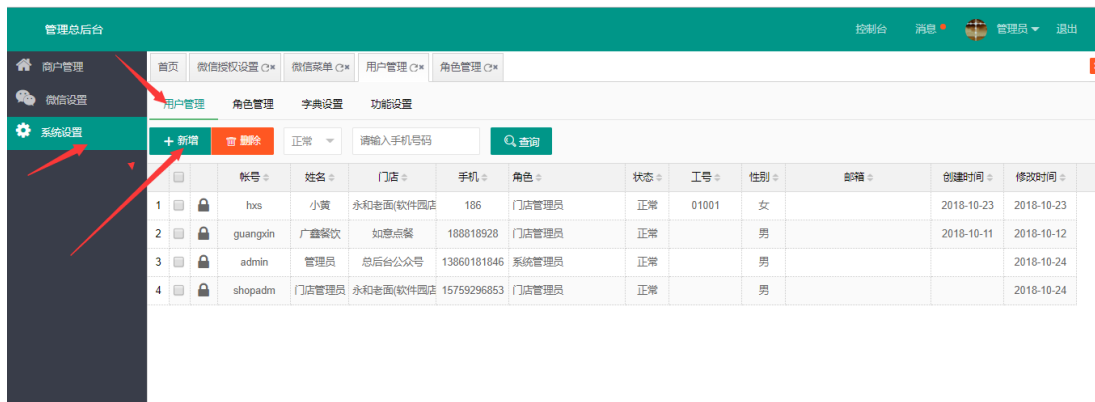 管理总后台 控制台 消息 管理员 退出
商户管理 首页 微信授权设置 微信菜单 用户管理 角色管理
微信设置 用户管理 角色管理 字典设置 功能设置
系统设置 新增 删除 正常 请输入手机号码 查询
帐号 姓名 门店 手机 角色 状态 工号 性别 邮箱 创建时间 修改时间
1 hxs 小黄 永和老面(软件园店 186 门店管理员 正常 01001 女 2018-10-23 2018-10-23
2 guangxin 广鑫餐饮 如意点餐 188818928 门店管理员 正常 男 2018-10-11 2018-10-12
3 admin 管理员 总后台公众号 13860181846 系统管理员 正常 男 2018-10-24
4 shopadm 门店管理员 永和老面(软件园店 15759296853 门店管理员 正常 男 2018-10-24